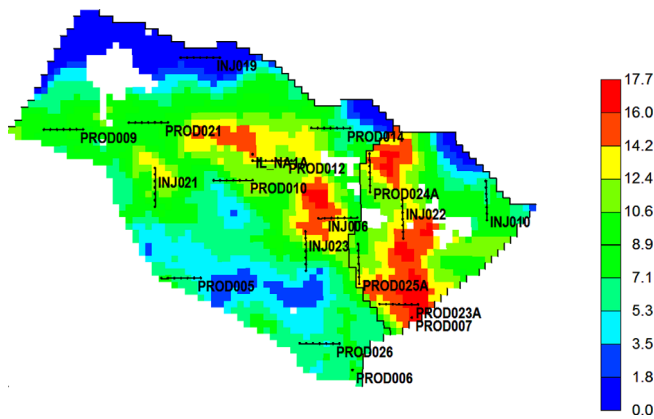 INJ019
PROD009
PROD021
PROD014
IL_NA1A
PROD012
INJ021
PROD010
PROD024A
INJ022
INJ006
INJ010
INJ023
PROD005
PROD025A
PROD023A
PROD007
PROD026
PROD006
17.7
16.0
14.2
12.4
10.6
8.9
7.1
5.3
3.5
1.8
0.0